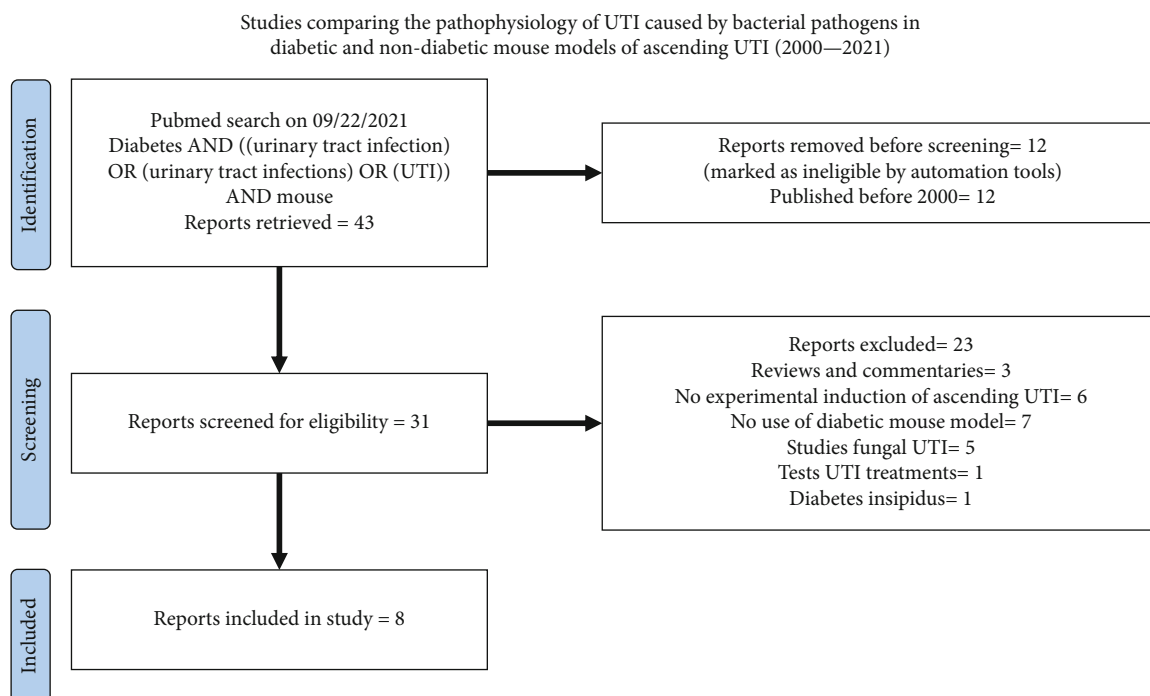 Studies comparing the pathophysiology of UTI caused by bacterial pathogens in
diabetic and non-diabetic mouse models of ascending UTI (2000—2021)
Identification
Pubmed search on 09/22/2021
Diabetes AND ((urinary tract infection)
OR (urinary tract infections) OR (UTI))
AND mouse
Reports retrieved = 43
Reports removed before screening= 12
(marked as ineligible by automation tools)
Published before 2000= 12
Screening
Reports screened for eligibility = 31
Reports excluded= 23
Reviews and commentaries= 3
No experimental induction of ascending UTI= 6
No use of diabetic mouse model= 7
Studies fungal UTI= 5
Tests UTI treatments= 1
Diabetes insipidus= 1
Included
Reports included in study = 8